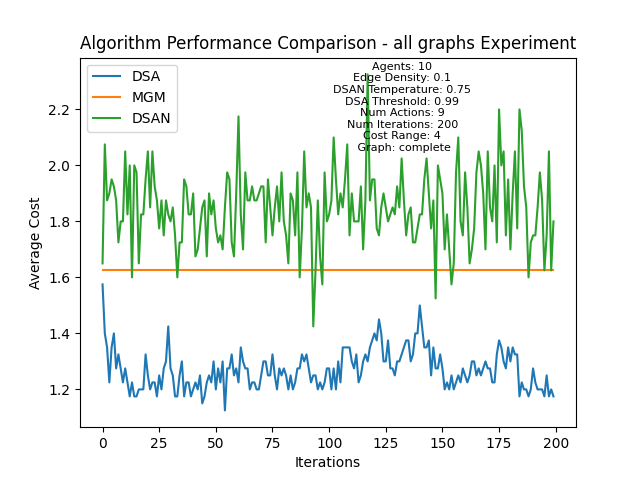 Algorithm Performance Comparison - all graphs Experiment
DSA
MGM
DSAN
Agents: 10
Edge Density: 0.1
DSAN Temperature: 0.75
DSA Threshold: 0.99
Num Actions: 9
Num Iterations: 200
Cost Range: 4
Graph: complete
Average Cost
2.2
2.0
1.8
1.6
1.4
1.2
0
25
50
75
100
125
150
175
200
Iterations